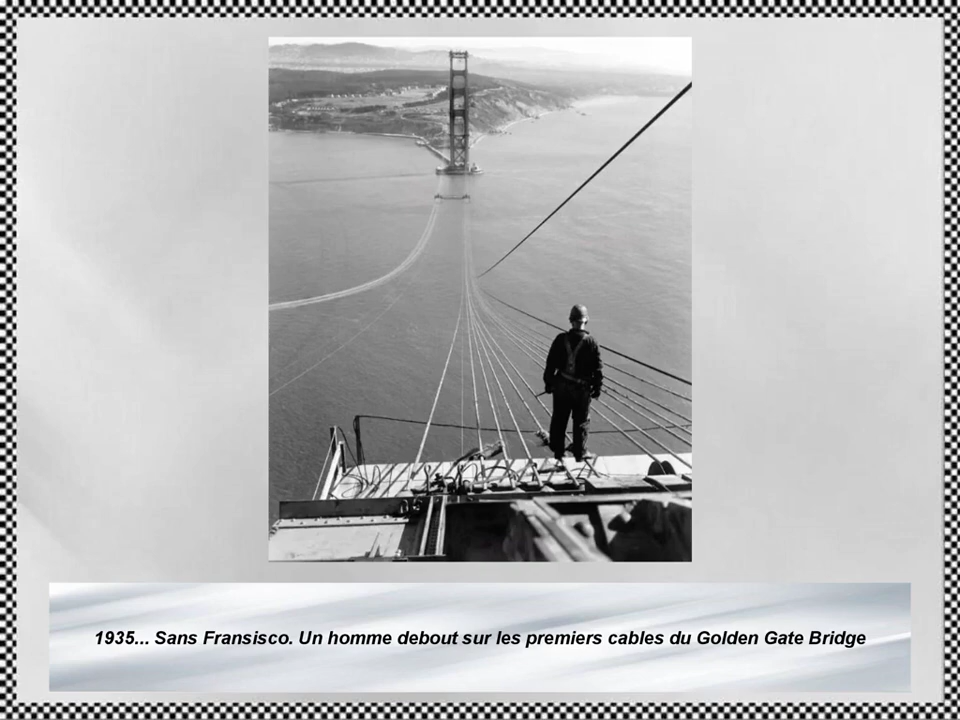 1935... Sans Fransisco. Un homme debout sur les premiers cables du Golden Gate Bridge